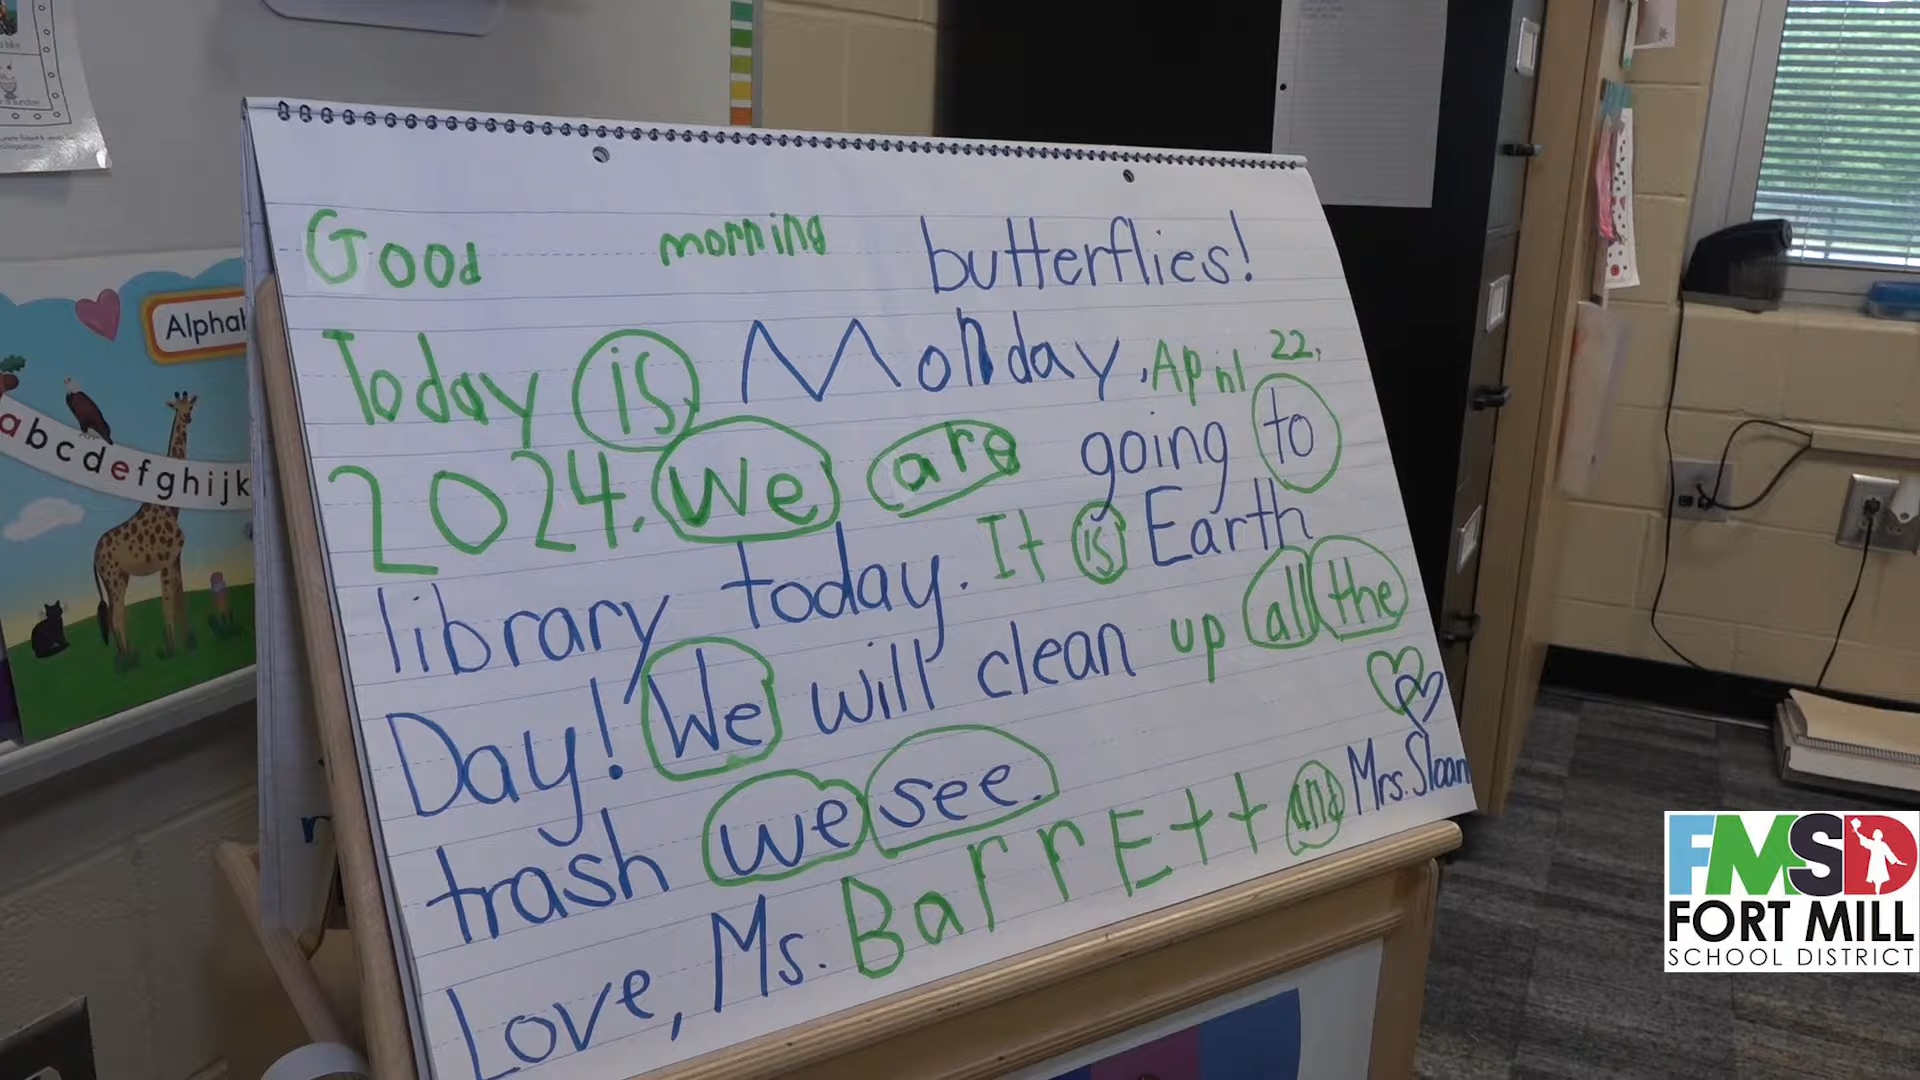 Good morning butterflies!
Today is Monday, April 22,
2024. We are going to
library today. It is Earth
Day! We will clean up all the
trash we see.
Love, Ms. BarrEtt and Mrs. Sloan
Alphab
abcdefghijk
FMSD
FORT MILL
SCHOOL DISTRICT